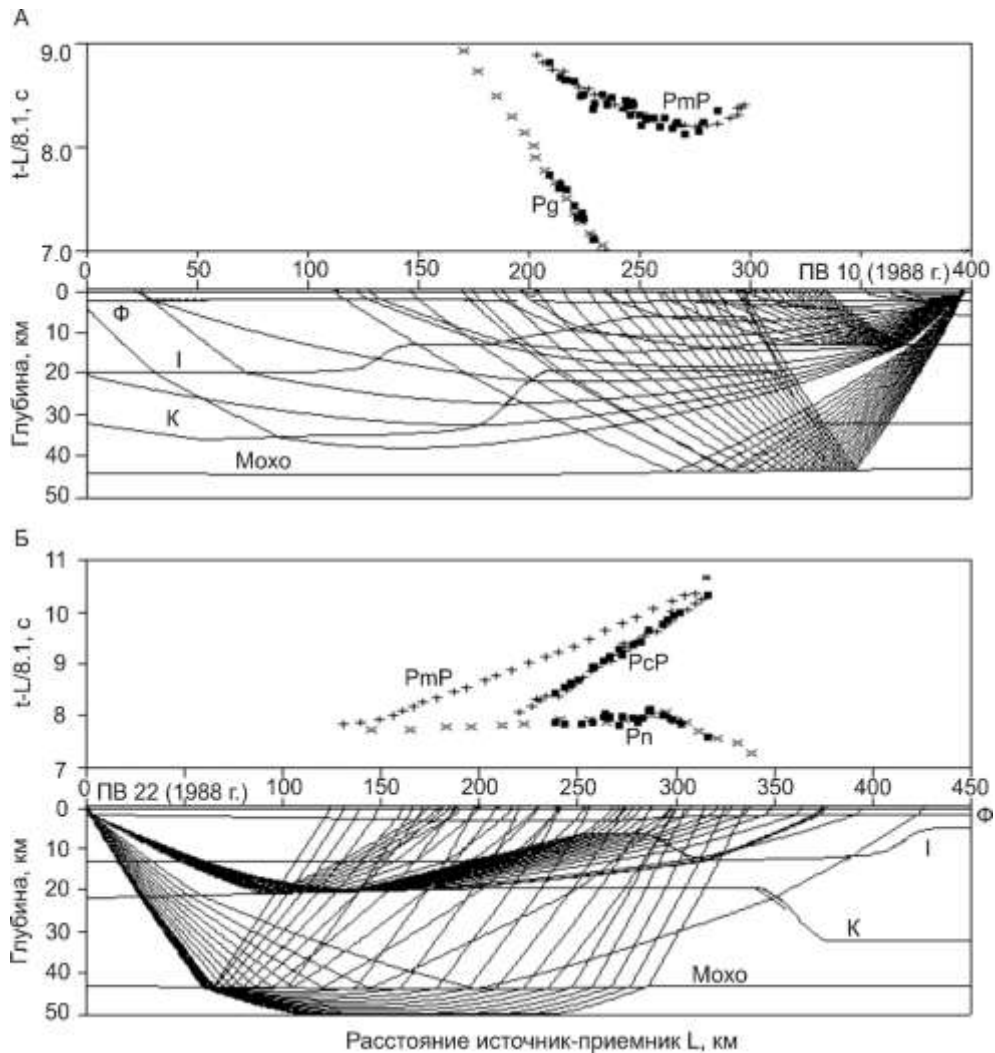 А
9.0
8.0
7.0
t-L/8.1, с
PmP
Pg
0 50 100 150 200 250 300 ПВ 10 (1988 г.) 400
0
10
20
30
40
50
Глубина, км
Ф
I
К
Мохо
Б
11
10
9
8
7
t-L/8.1, с
PmP
PcP
Pn
0 ПВ 22 (1988 г.) 100 150 200 250 300 350 400 450
0
10
20
30
40
50
Глубина, км
Ф
I
К
Мохо
Расстояние источник-приемник L, км